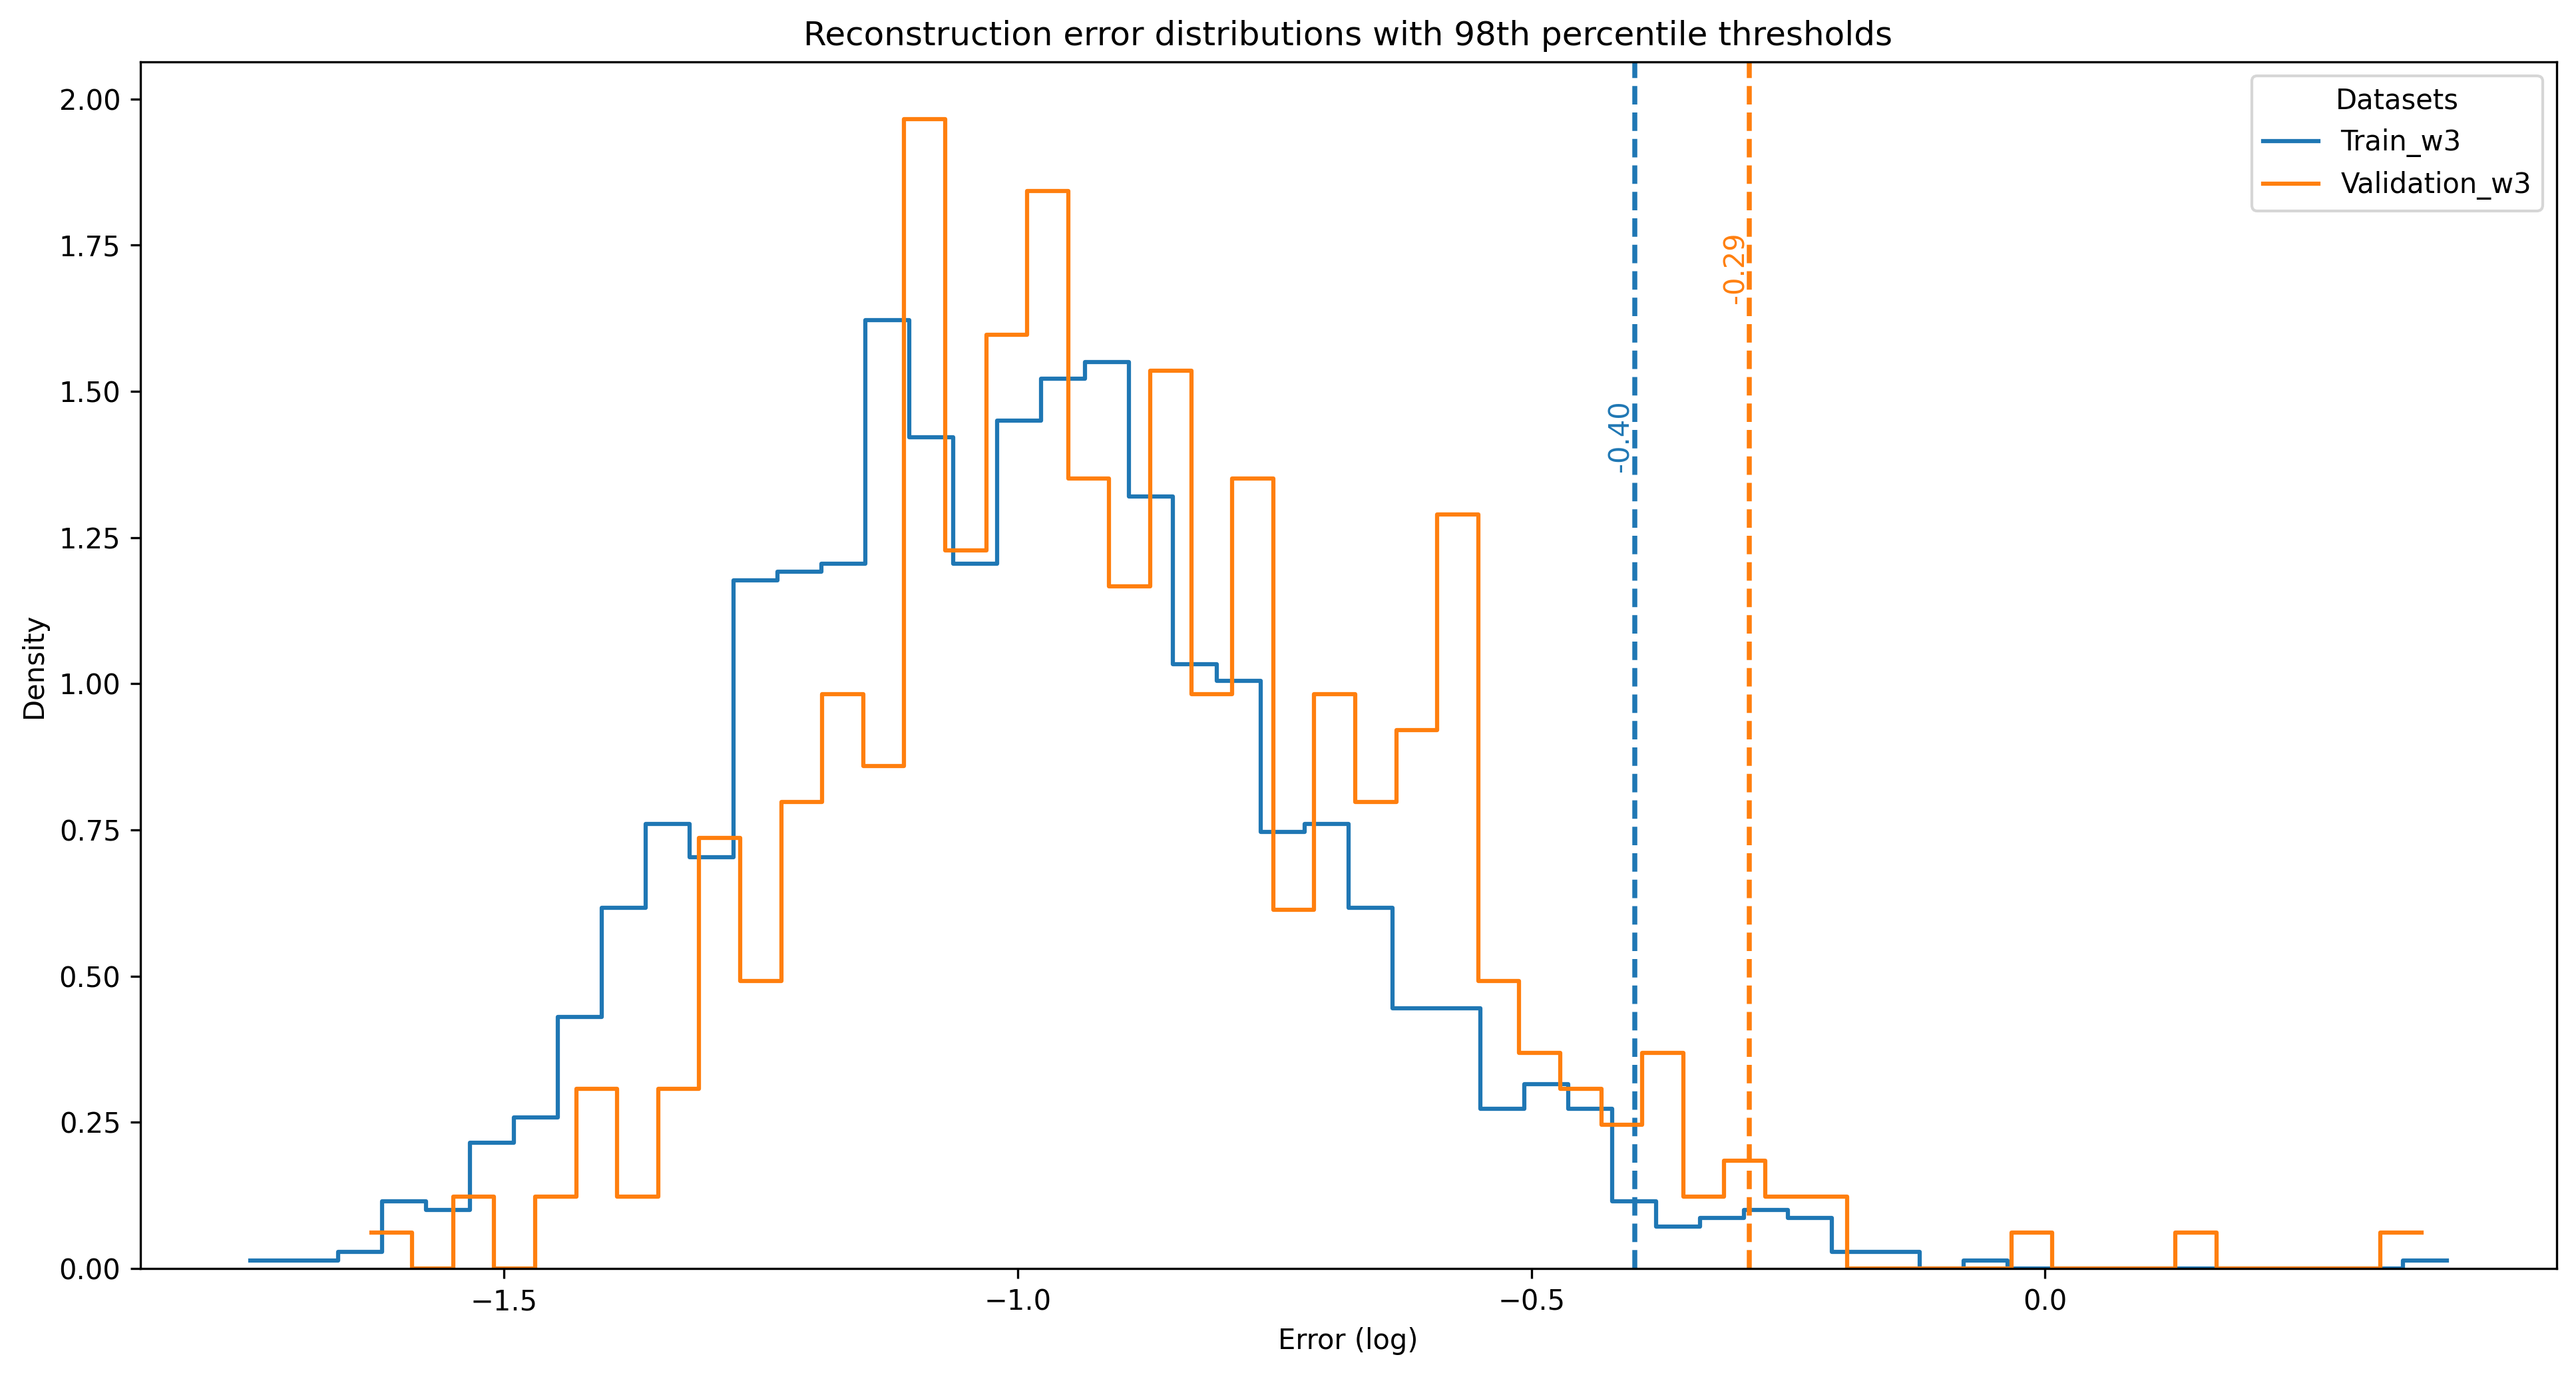 Reconstruction error distributions with 98th percentile thresholds
Datasets
Train_w3
Validation_w3
-0.29
-0.40
Density
2.00
1.75
1.50
1.25
1.00
0.75
0.50
0.25
0.00
−1.5
−1.0
−0.5
0.0
Error (log)